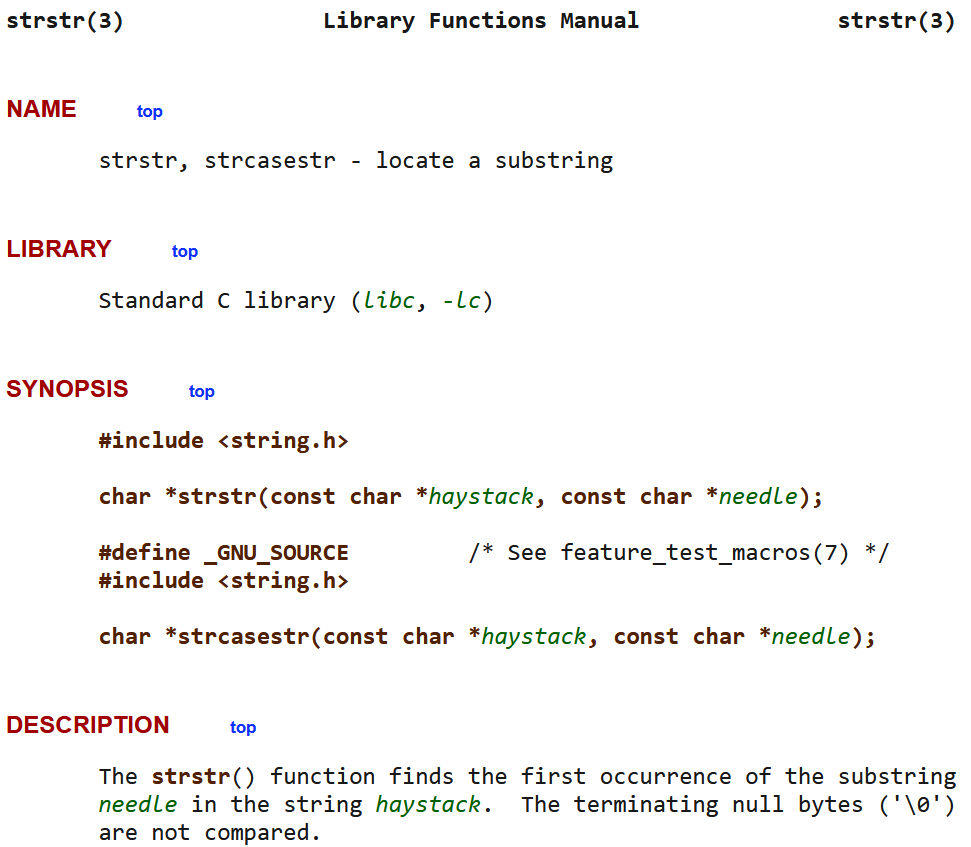 strstr(3) Library Functions Manual strstr(3)
NAME top
strstr, strcasestr - locate a substring
LIBRARY top
Standard C library (libc, -lc)
SYNOPSIS top
#include <string.h>
char *strstr(const char *haystack, const char *needle);
#define _GNU_SOURCE /* See feature_test_macros(7) */
#include <string.h>
char *strcasestr(const char *haystack, const char *needle);
DESCRIPTION top
The strstr() function finds the first occurrence of the substring
needle in the string haystack. The terminating null bytes ('\0')
are not compared.